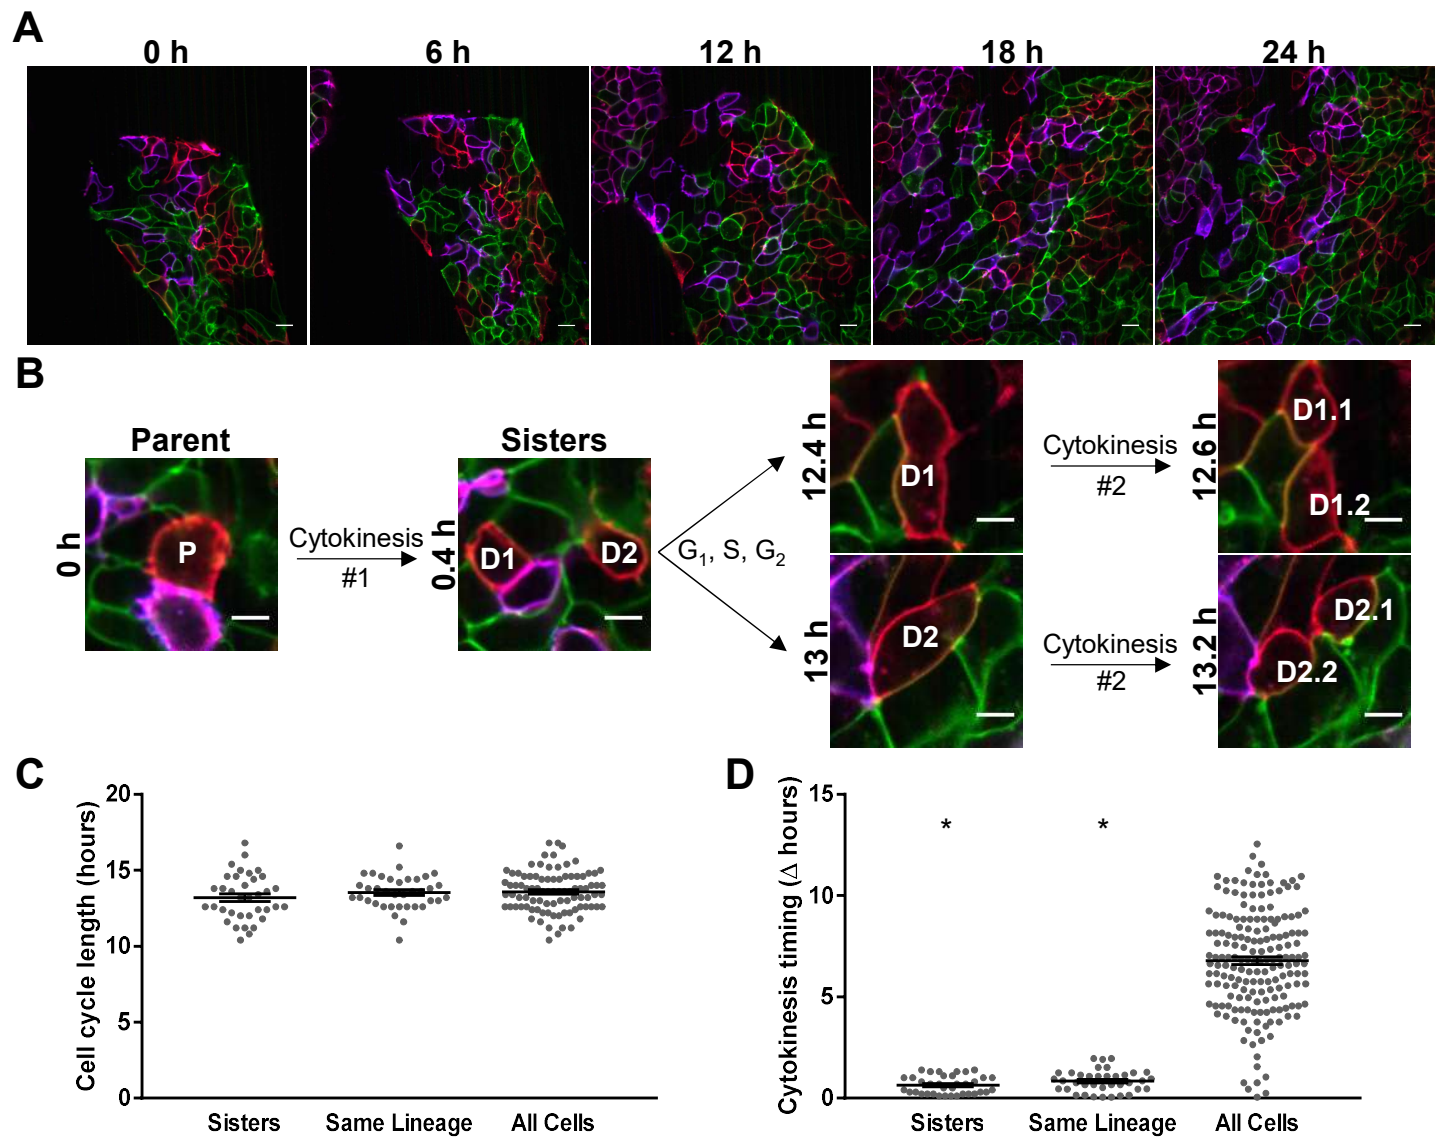 A
0 h 6 h 12 h 18 h 24 h
B
Parent
Sisters
0 h
P
Cytokinesis
#1
0.4 h
D1
D2
G1, S, G2
12.4 h
D1
Cytokinesis
#2
12.6 h
D1.1
D1.2
13 h
D2
Cytokinesis
#2
13.2 h
D2.1
D2.2
C
Cell cycle length (hours)
20
15
10
5
0
Sisters Same Lineage All Cells
D
Cytokinesis timing (Δ hours)
15
10
5
0
* *
Sisters Same Lineage All Cells